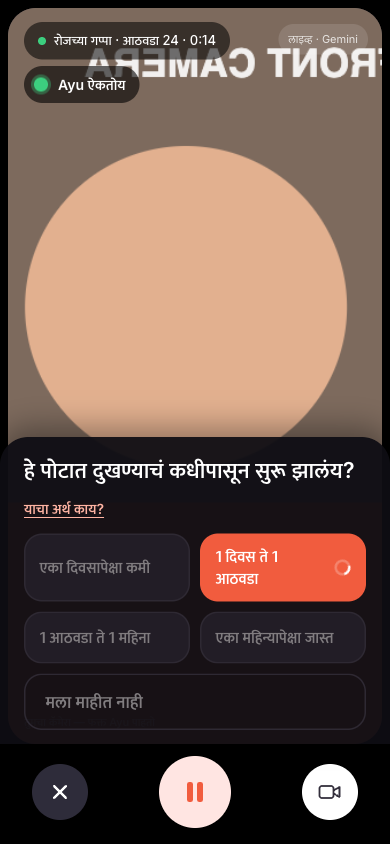 रोजच्या गप्पा · आठवडा 24 · 0:14
लाइव्ह · Gemini
FRONT CAMERA
Ayu ऐकतोय
हे पोटात दुखण्याचं कधीपासून सुरू झालंय?
याचा अर्थ काय?
एका दिवसापेक्षा कमी
1 दिवस ते 1
आठवडा
1 आठवडा ते 1 महिना
एका महिन्यापेक्षा जास्त
मला माहीत नाही